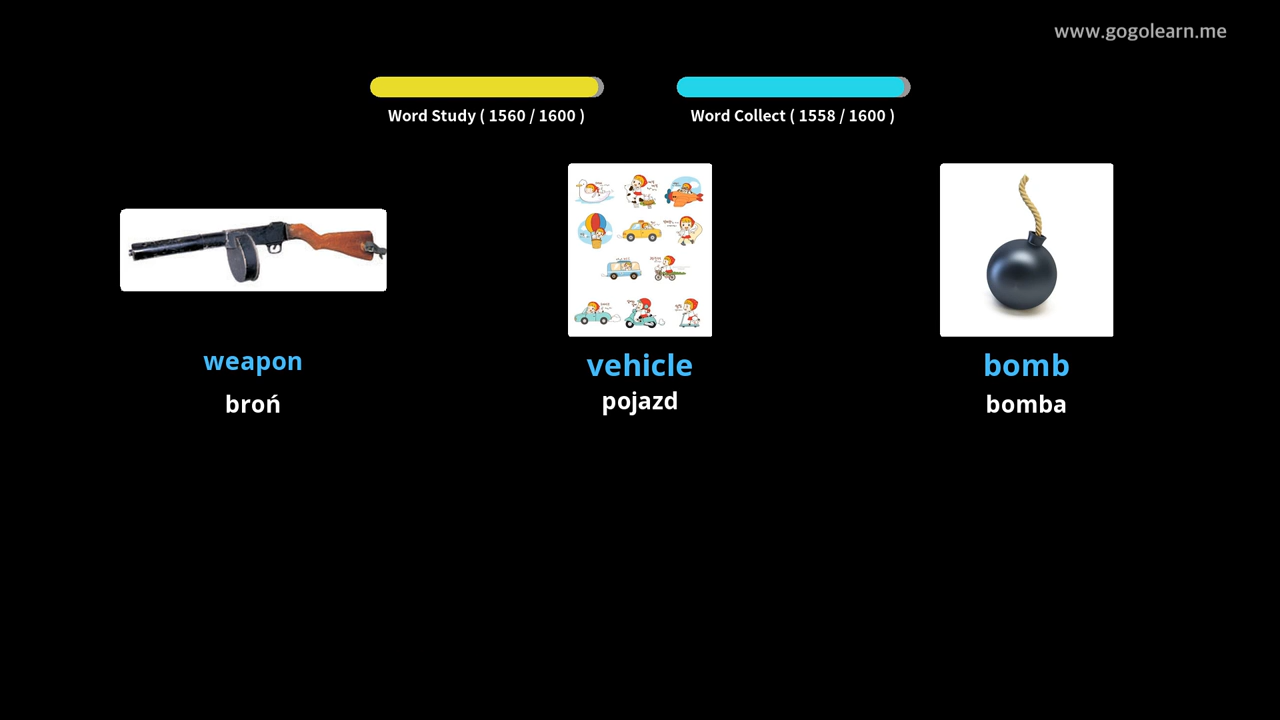 www.gogolearn.me
Word Study ( 1560 / 1600 )
Word Collect ( 1558 / 1600 )
weapon
vehicle
bomb
broń
pojazd
bomba